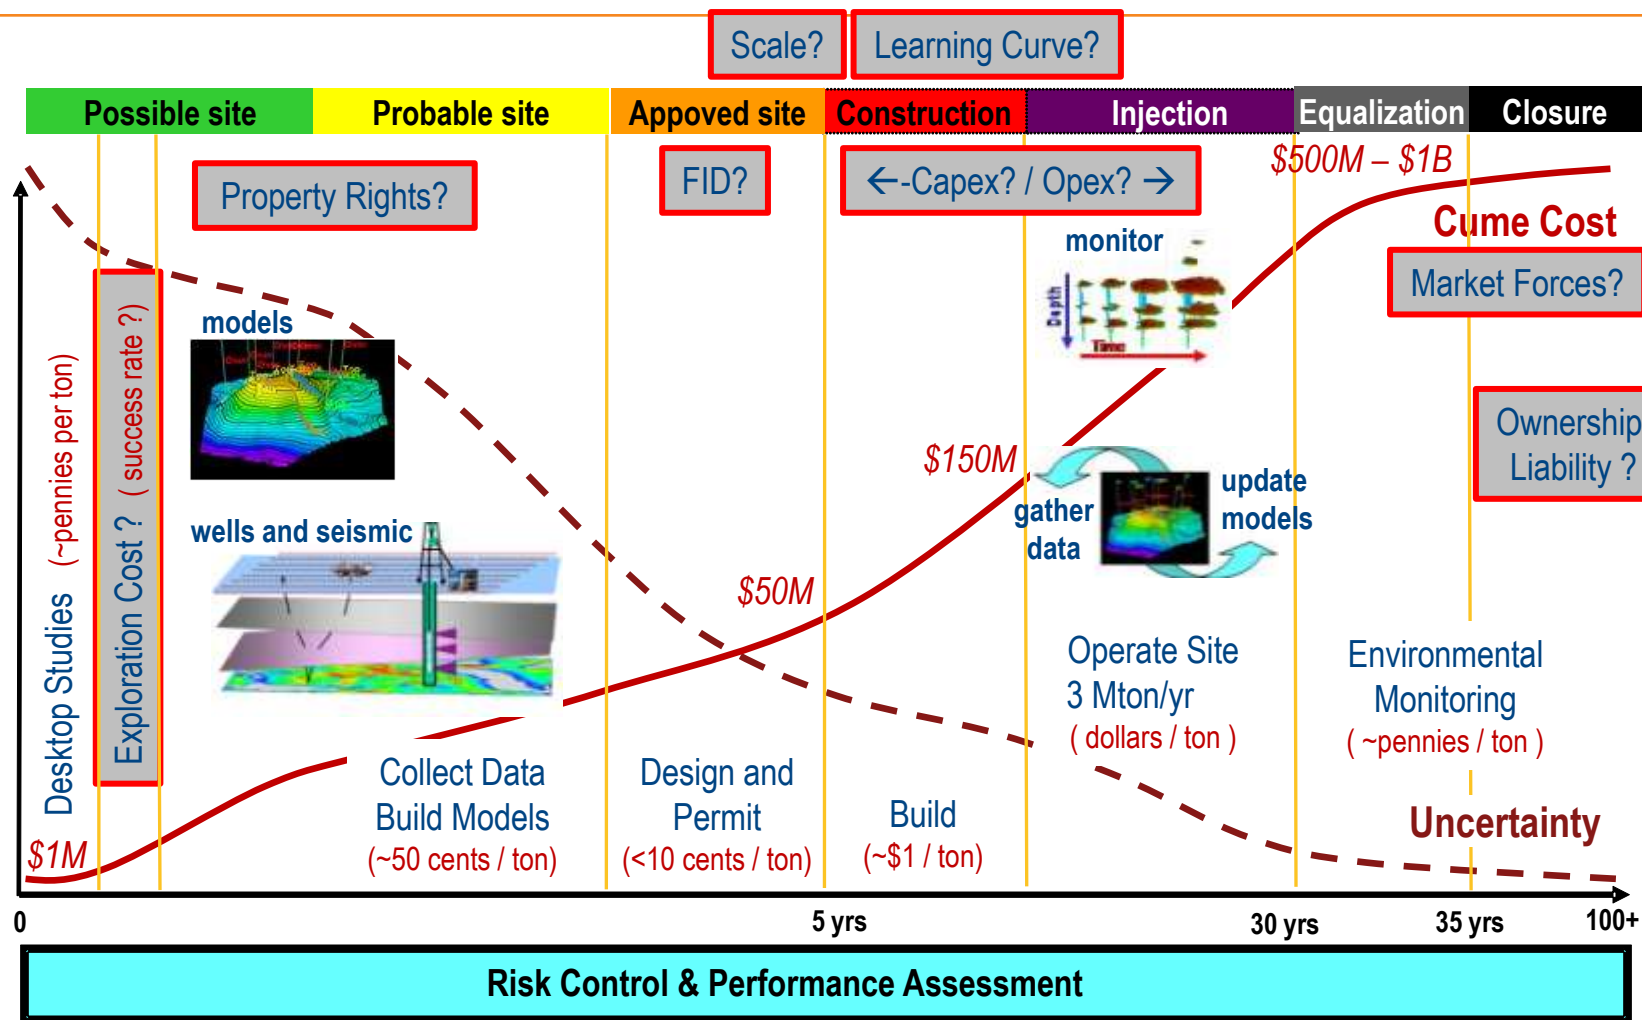 Scale?
Learning Curve?
Possible site
Probable site
Appoved site
Construction
Injection
Equalization
Closure
$500M – $1B
Property Rights?
FID?
←-Capex? / Opex? →
Cume Cost
monitor
Depth
Time
Market Forces?
models
Desktop Studies (~pennies per ton)
Exploration Cost ? ( success rate ?)
Ownership
Liability ?
$150M
wells and seismic
gather
data
update
models
$50M
Operate Site
3 Mton/yr
( dollars / ton )
Environmental
Monitoring
( ~pennies / ton )
Collect Data
Build Models
(~50 cents / ton)
Design and
Permit
(<10 cents / ton)
Build
(~$1 / ton)
Uncertainty
$1M
0
5 yrs
30 yrs
35 yrs
100+
Risk Control & Performance Assessment